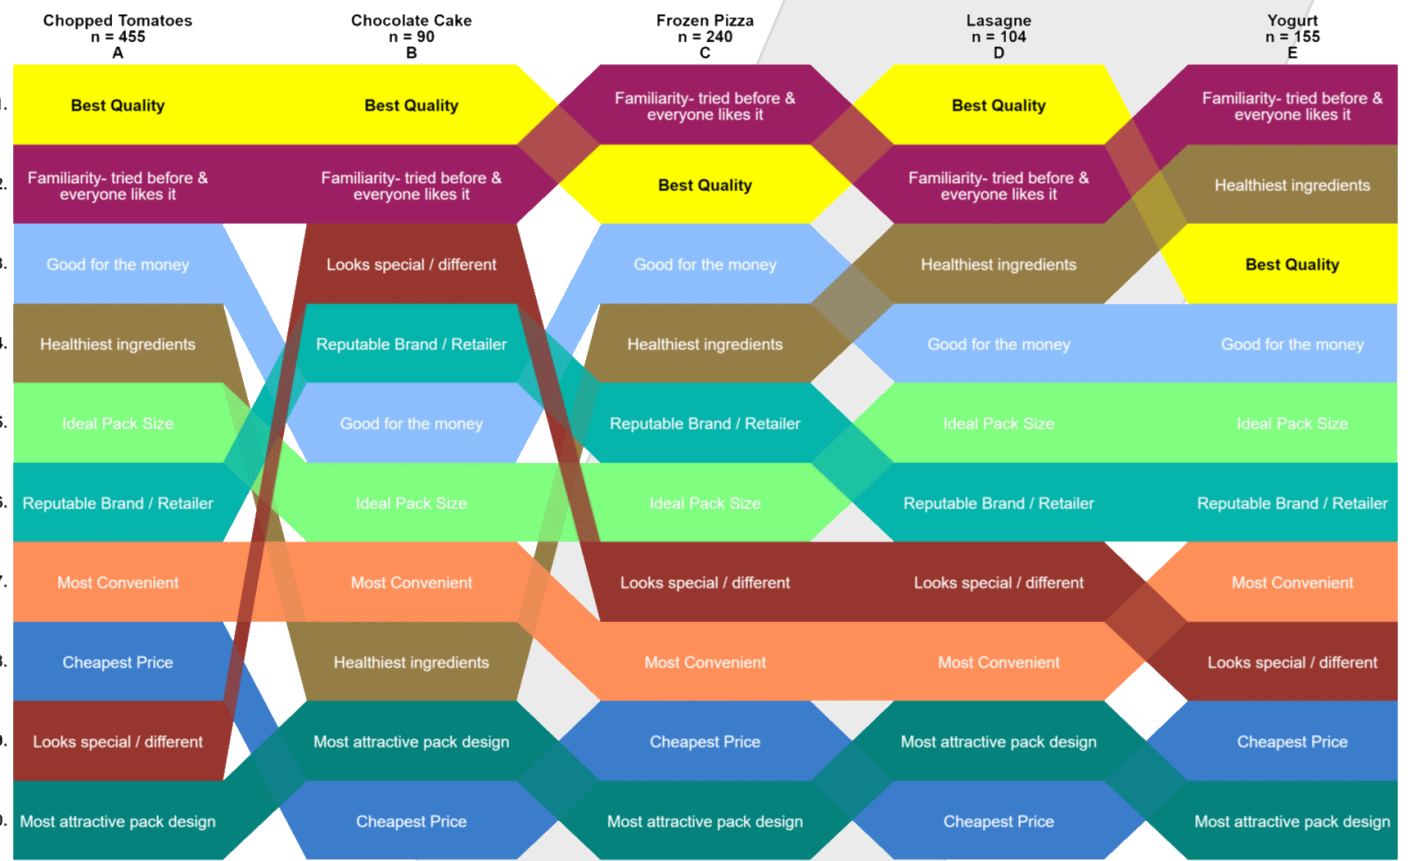 Chopped Tomatoes
n = 455
A
Chocolate Cake
n = 90
B
Frozen Pizza
n = 240
C
Lasagne
n = 104
D
Yogurt
n = 155
E
Best Quality
Best Quality
Familiarity- tried before &
everyone likes it
Best Quality
Familiarity- tried before &
everyone likes it
Familiarity- tried before &
everyone likes it
Familiarity- tried before &
everyone likes it
Best Quality
Familiarity- tried before &
everyone likes it
Healthiest ingredients
Good for the money
Looks special / different
Good for the money
Healthiest ingredients
Best Quality
Healthiest ingredients
Reputable Brand / Retailer
Healthiest ingredients
Good for the money
Good for the money
Ideal Pack Size
Good for the money
Reputable Brand / Retailer
Ideal Pack Size
Ideal Pack Size
Reputable Brand / Retailer
Ideal Pack Size
Ideal Pack Size
Reputable Brand / Retailer
Reputable Brand / Retailer
Most Convenient
Most Convenient
Looks special / different
Looks special / different
Most Convenient
Cheapest Price
Healthiest ingredients
Most Convenient
Most Convenient
Looks special / different
Looks special / different
Most attractive pack design
Cheapest Price
Most attractive pack design
Cheapest Price
Most attractive pack design
Cheapest Price
Most attractive pack design
Cheapest Price
Most attractive pack design